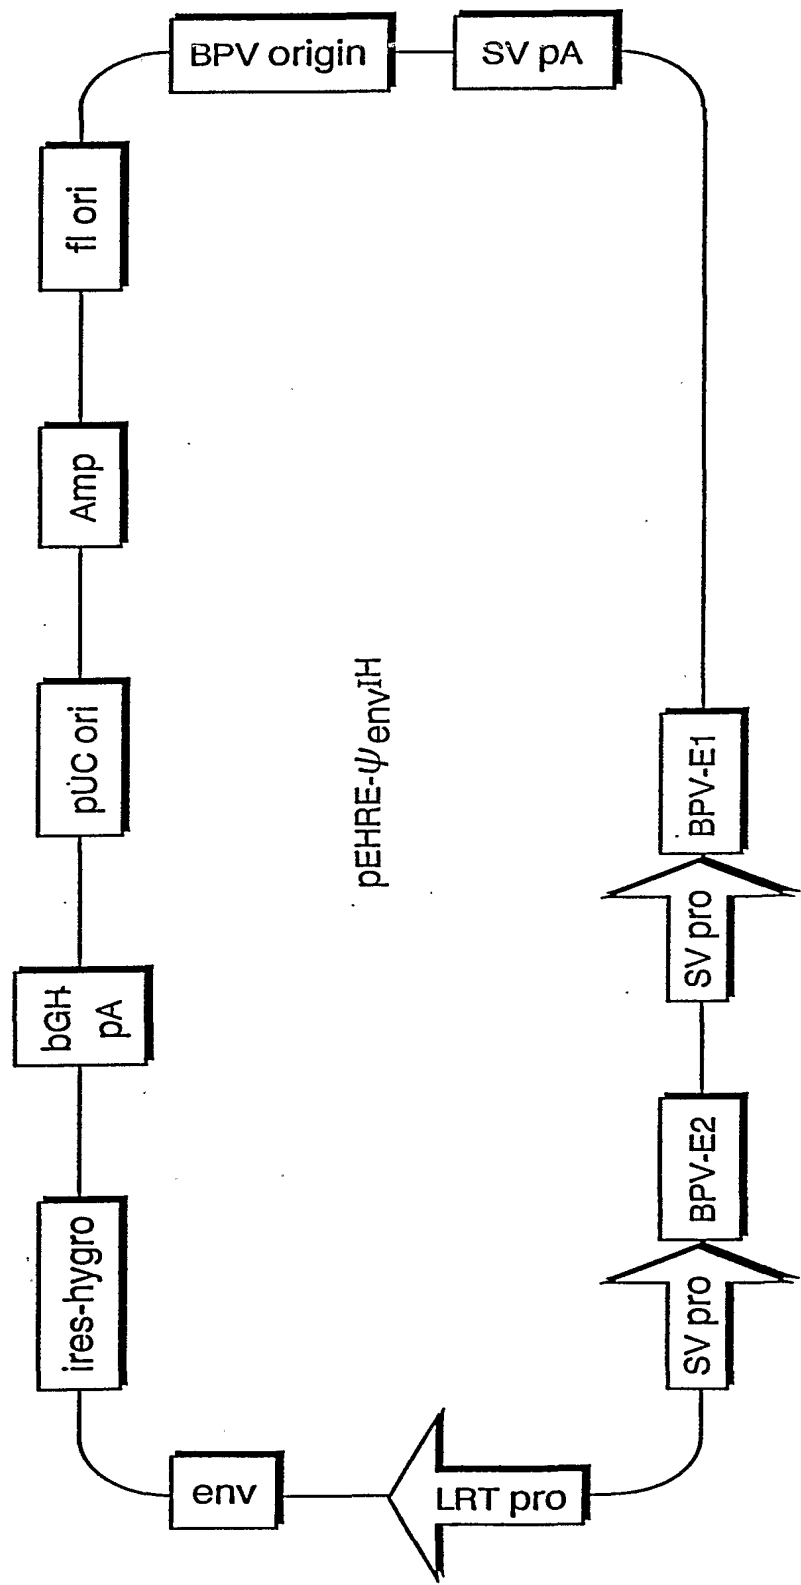 BPV origin
SV pA
fl ori
Amp
pUC ori
bGH
pA
ires-hygro
env
LRT pro
SV pro
BPV-E2
SV pro
BPV-E1
pEHRE-ψenvIH